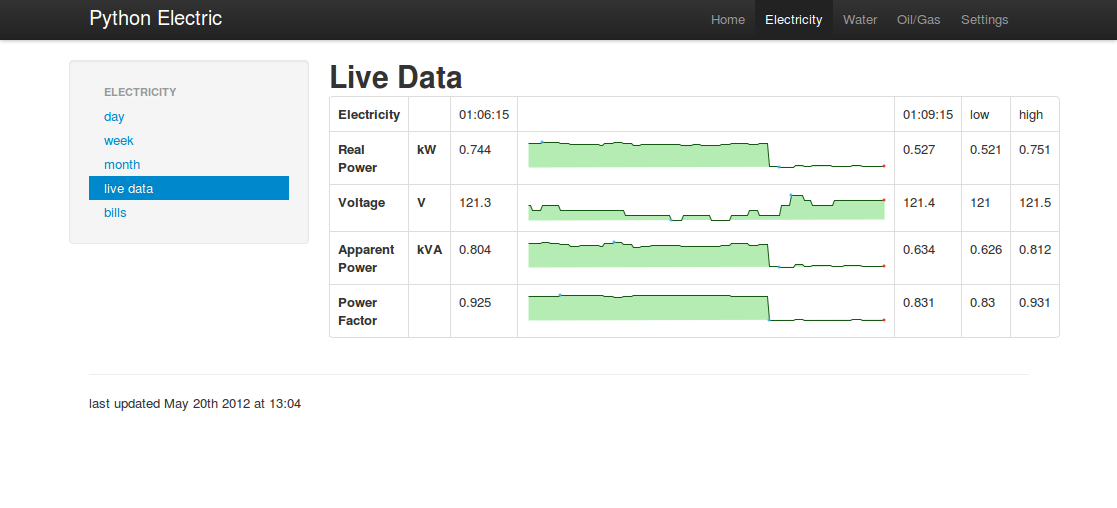 Python Electric
Home Electricity Water Oil/Gas Settings
ELECTRICITY
day
week
month
live data
bills
Live Data
Electricity 01:06:15 01:09:15 low high
Real Power kW 0.744 0.527 0.521 0.751
Voltage V 121.3 121.4 121 121.5
Apparent Power kVA 0.804 0.634 0.626 0.812
Power Factor 0.925 0.831 0.83 0.931
last updated May 20th 2012 at 13:04